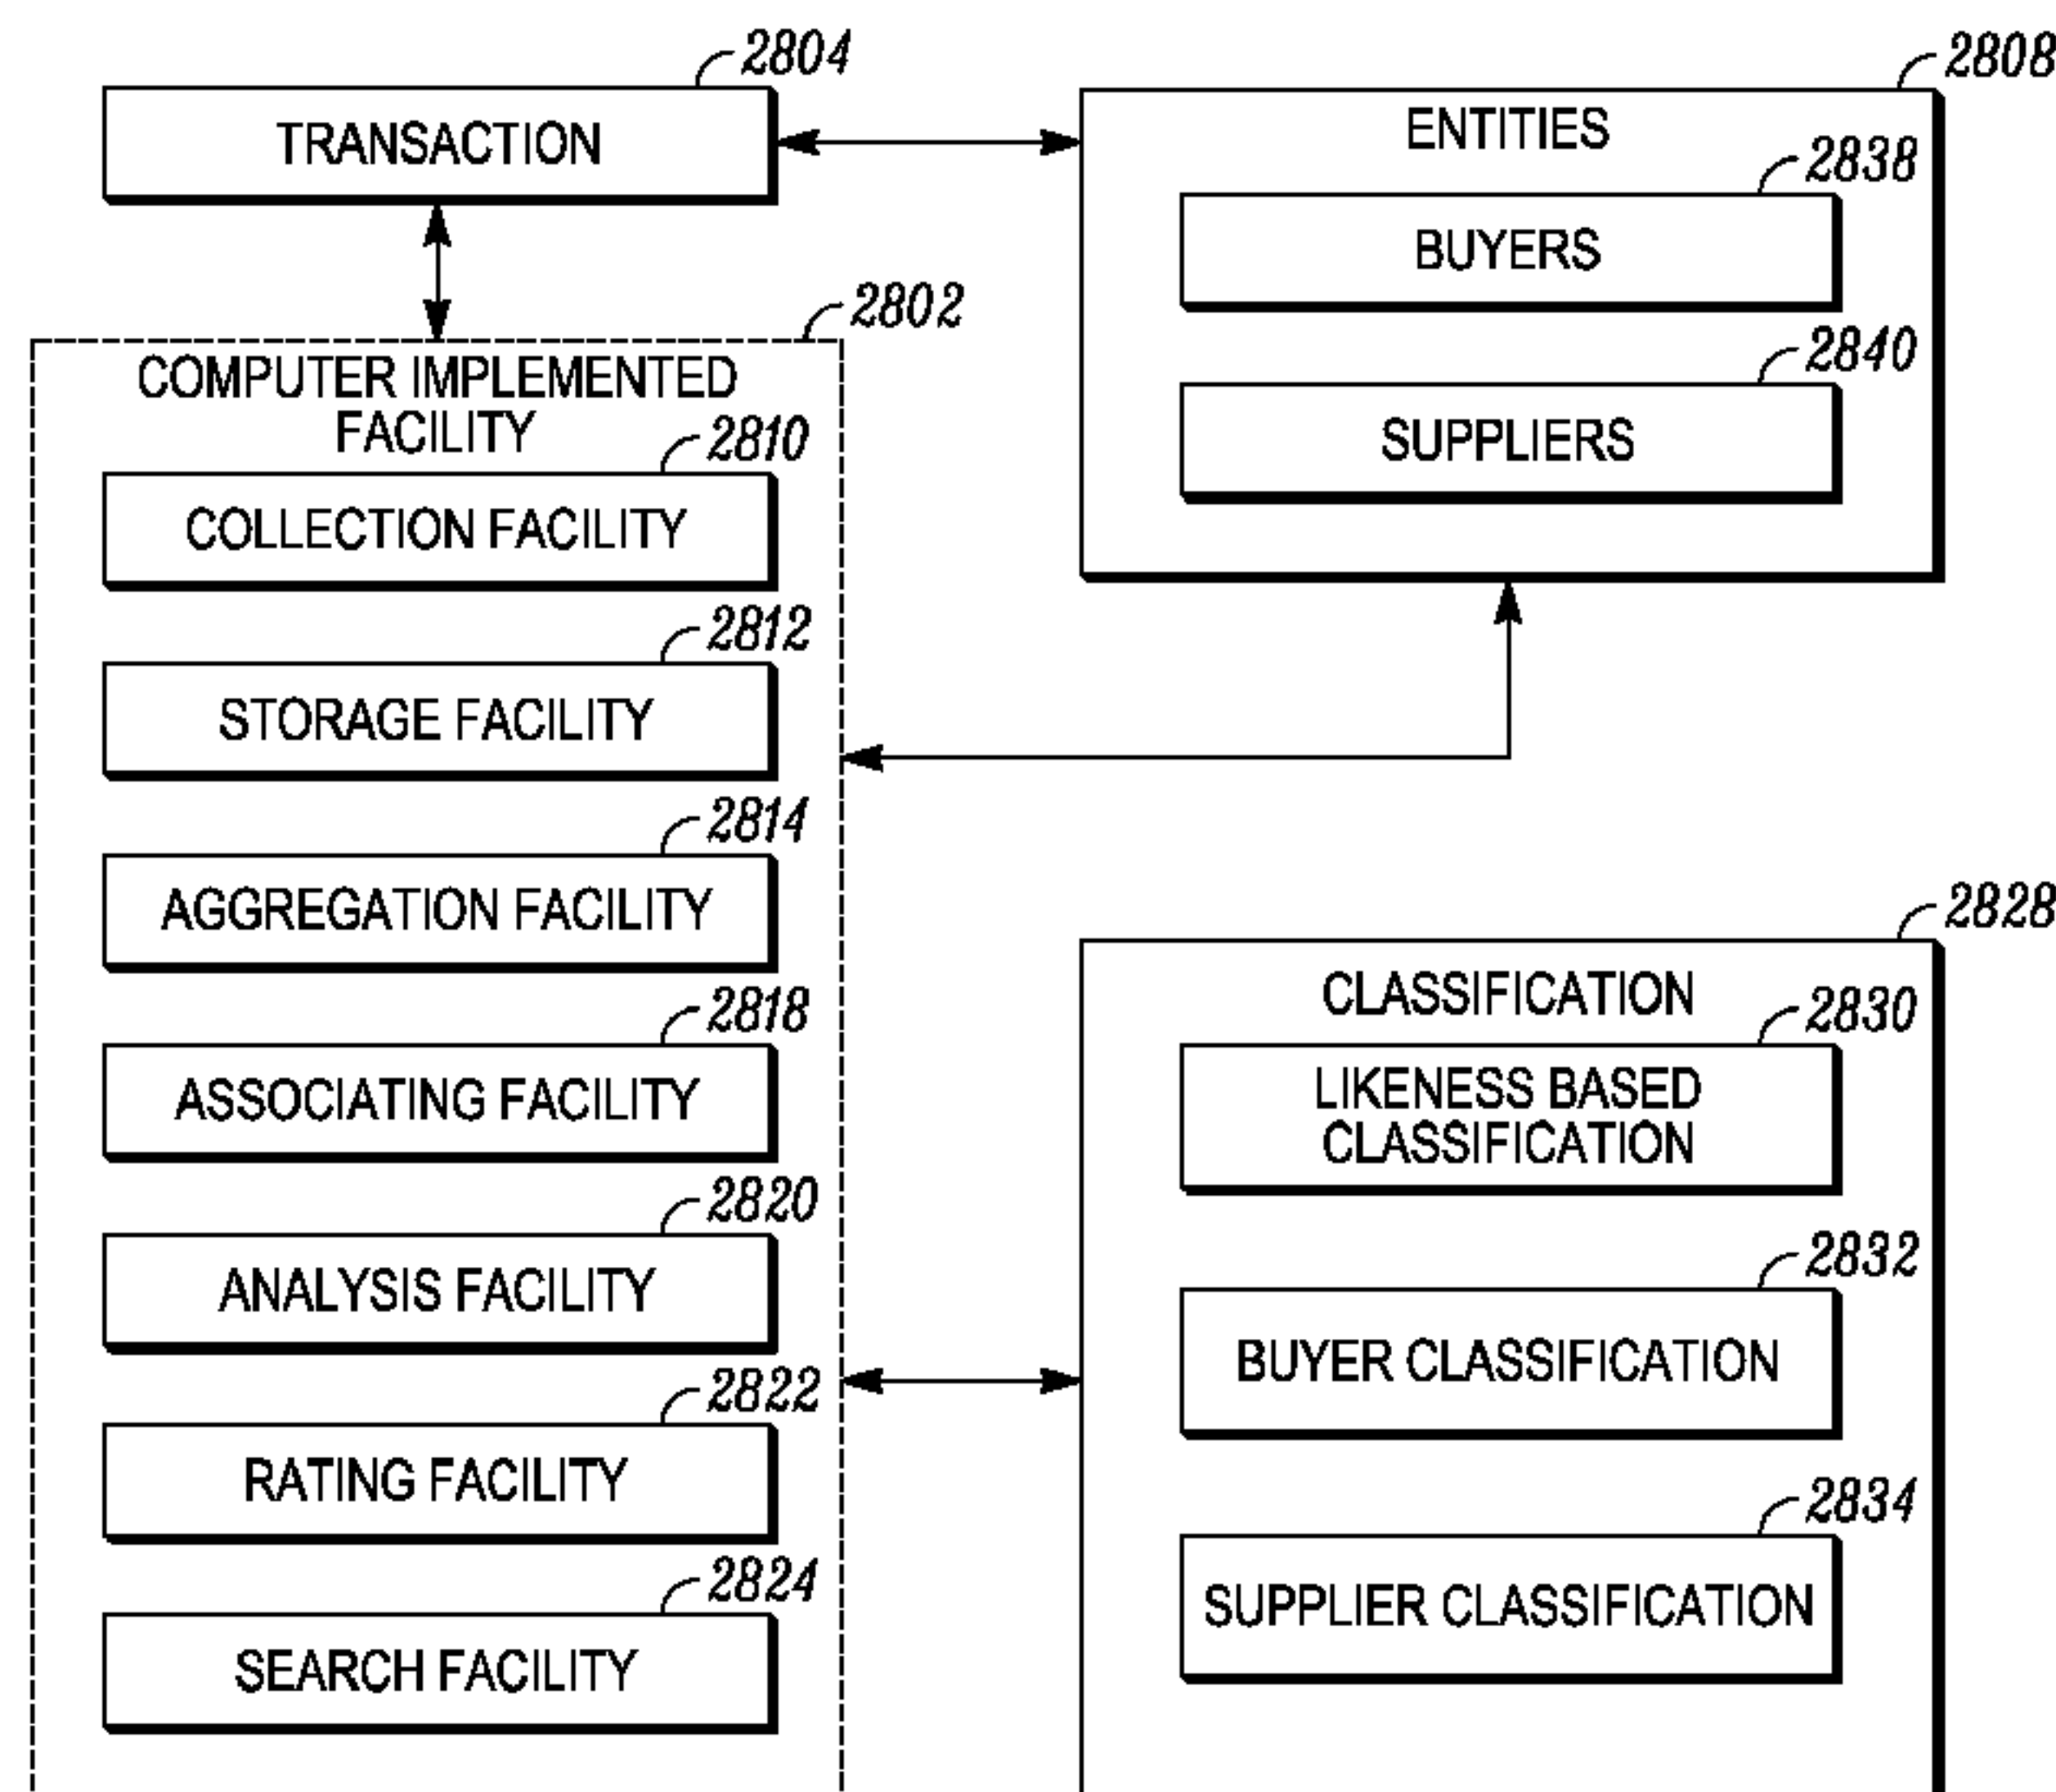 2804
TRANSACTION
2808
ENTITIES
2838
BUYERS
2840
SUPPLIERS
2802
COMPUTER IMPLEMENTED
FACILITY
2810
COLLECTION FACILITY
2812
STORAGE FACILITY
2814
AGGREGATION FACILITY
2818
ASSOCIATING FACILITY
2820
ANALYSIS FACILITY
2822
RATING FACILITY
2824
SEARCH FACILITY
2828
CLASSIFICATION
2830
LIKENESS BASED
CLASSIFICATION
2832
BUYER CLASSIFICATION
2834
SUPPLIER CLASSIFICATION